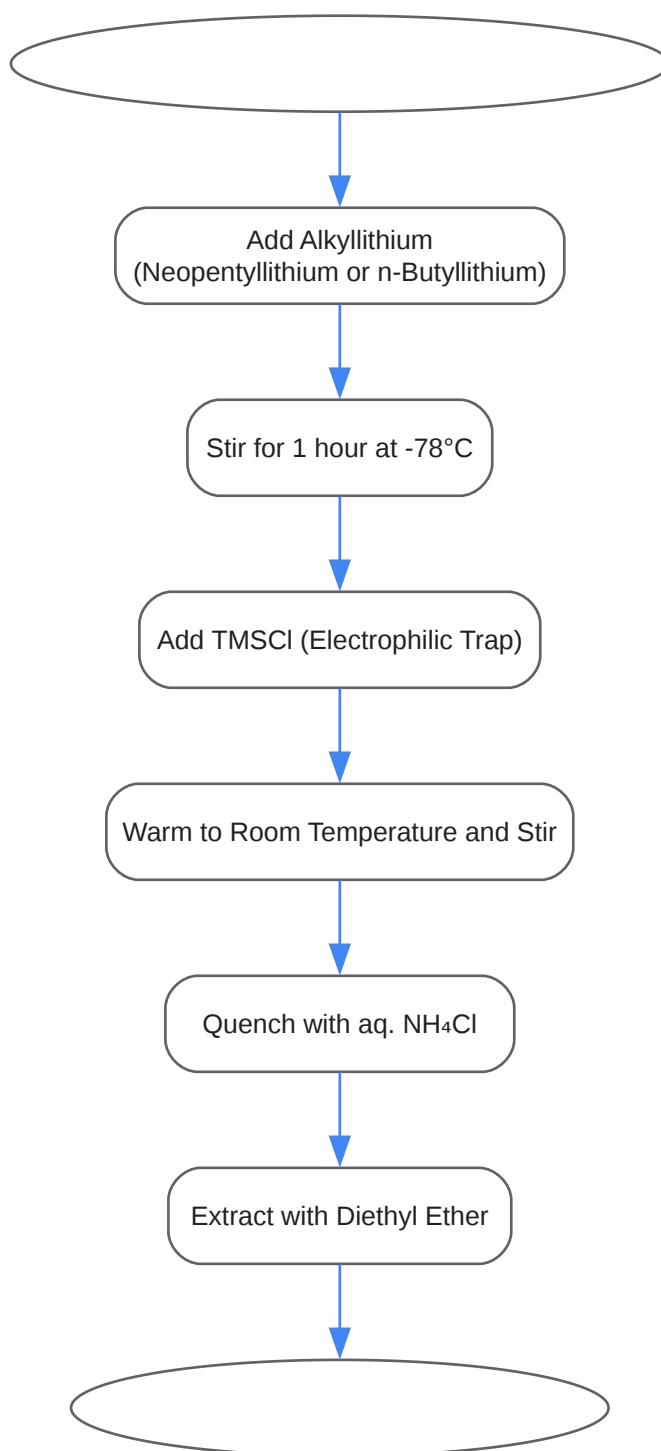 Add Alkyllithium
(Neopentyllithium or n-Butyllithium)
Stir for 1 hour at -78°C
Add TMSCl (Electrophilic Trap)
Warm to Room Temperature and Stir
Quench with aq. NH₄Cl
Extract with Diethyl Ether